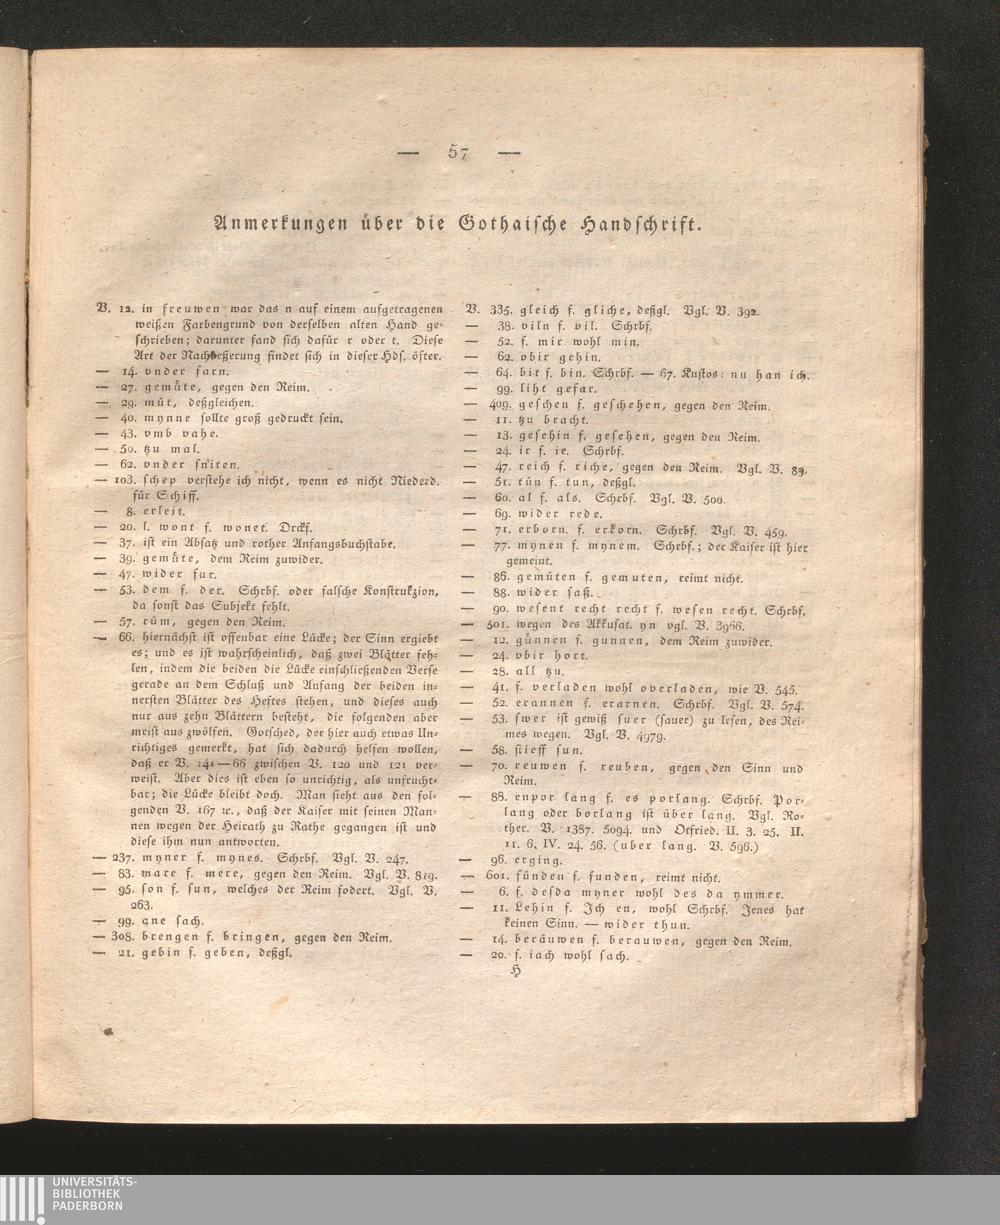 — 57 —
Anmerkungen über die Gothaische Handschrift.
V. 12. in freuwen war das n auf einem aufgetragenen
weißen Farbengrund von derselben alten Hand ge-
schrieben; darunter fand sich dafür r oder t. Diese
Art der Nachbeßerung findet sich in dieser Hds. öfter.
— 14. vnder farn.
— 27. gemůte, gegen den Reim.
— 29. můt, deßgleichen.
— 40. mynne sollte groß gedruckt sein.
— 43. vmb vahe.
— 50. tzu mal.
— 62. vnder sniten.
— 103. schep verstehe ich nicht, wenn es nicht Niederd.
für Schiff.
— 8. erleit.
— 20. l. wont f. wonet. Drckf.
— 37. ist ein Absatz und rother Anfangsbuchstabe.
— 39. gemůte, dem Reim zuwider.
— 47. wider fur.
— 53. dem f. der. Schrbf. oder falsche Konstrukzion,
da sonst das Subjekt fehlt.
— 57. rům, gegen den Reim.
— 66. hiernächst ist offenbar eine Lücke; der Sinn ergiebt
es; und es ist wahrscheinlich, daß zwei Blätter feh-
len, indem die beiden die Lücke einschließenden Verse
gerade an dem Schluß und Anfang der beiden in-
nersten Blätter des Heftes stehen, und dieses auch
nur aus zehn Blättern besteht, die folgenden aber
meist aus zwölfen. Gotsched, der hier auch etwas Un-
richtiges gemerkt, hat sich dadurch helfen wollen,
daß er V. 141—66 zwischen V. 120 und 121 ver-
weist. Aber dies ist eben so unrichtig, als unfrucht-
bar; die Lücke bleibt doch. Man sieht aus den fol-
genden V. 167 ꝛc., daß der Kaiser mit seinen Man-
nen wegen der Heirath zu Rathe gegangen ist und
diese ihm nun antworten.
— 237. myner f. mynes. Schrbf. Vgl. V. 247.
— 83. mare f. mere, gegen den Reim. Vgl. V. 819.
— 95. son f. sun, welches der Reim fodert. Vgl. V.
263.
— 99. ane sach.
— 308. brengen f. bringen, gegen den Reim.
— 21. gebin f. geben, deßgl.
V. 335. gleich f. gliche, deßgl. Vgl. V. 392.
— 38. viln f. vil. Schrbf.
— 52. f. mir wohl min.
— 62. obir gehin.
— 64. bit f. bin. Schrbf. — 67. Kustos: nu han ich.
— 99. liht gefar.
— 409. geschen f. geschehen, gegen den Reim.
— 11. tzu bracht.
— 13. gesehin f. gesehen, gegen den Reim.
— 24. ir f. ie. Schrbf.
— 47. reich f. riche, gegen den Reim. Vgl. V. 89.
— 51. tůn f. tun, deßgl.
— 60. al f. als. Schrbf. Vgl. V. 500.
— 69. wider rede.
— 71. erborn. f. erkorn. Schrbf. Vgl. V. 459.
— 77. mynen f. mynem. Schrbf.; der Kaiser ist hier
gemeint.
— 86. gemůten f. gemuten, reimt nicht.
— 88. wider saß.
— 90. wesent recht recht f. wesen recht. Schrbf.
— 501. wegen des Akkusat. yn vgl. V. 3966.
— 12. gůnnen f. gunnen, dem Reim zuwider.
— 24. vbir hort.
— 28. all tzu.
— 41. f. verladen wohl overladen, wie V. 545.
— 52. erannen f. erarnen. Schrbf. Vgl. V. 574.
— 53. swer ist gewiß suer (sauer) zu lesen, des Rei-
mes wegen. Vgl. V. 4979.
— 58. stieff sun.
— 70. reuwen f. reuben, gegen den Sinn und
Reim.
— 88. enpor lang f. es porlang. Schrbf. Por-
lang oder borlang ist über lang. Vgl. Ro-
ther. V. 1387. 5094. und Otfried. II. 3. 25. II.
11. 6. IV. 24. 56. (uber lang. V. 596.)
— 96. erging.
— 601. fůnden f. funden, reimt nicht.
— 6. f. desda myner wohl des da ymmer.
— 11. Lehin f. Jch en, wohl Schrbf. Jenes hat
keinen Sinn. — wider thun.
— 14. beräuwen f. berauwen, gegen den Reim.
— 20. f. iach wohl sach.
H
UNIVERSITÄTS-
BIBLIOTHEK
PADERBORN